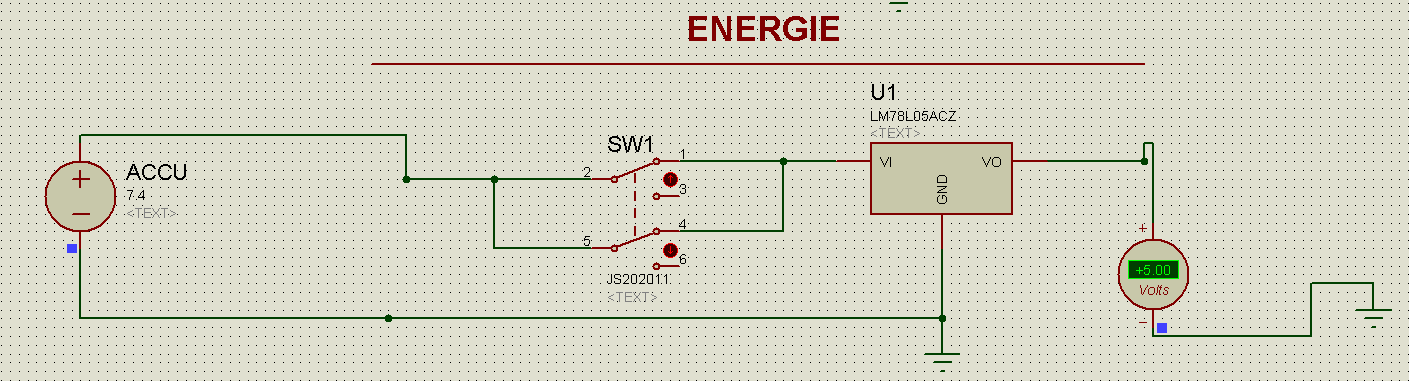 ENERGIE
U1
LM78L05ACZ
<TEXT>
VI
VO
GND
SW1
1
2
3
4
5
6
JS202011
<TEXT>
ACCU
7.4
<TEXT>
+
−
+
+5.00
Volts
−